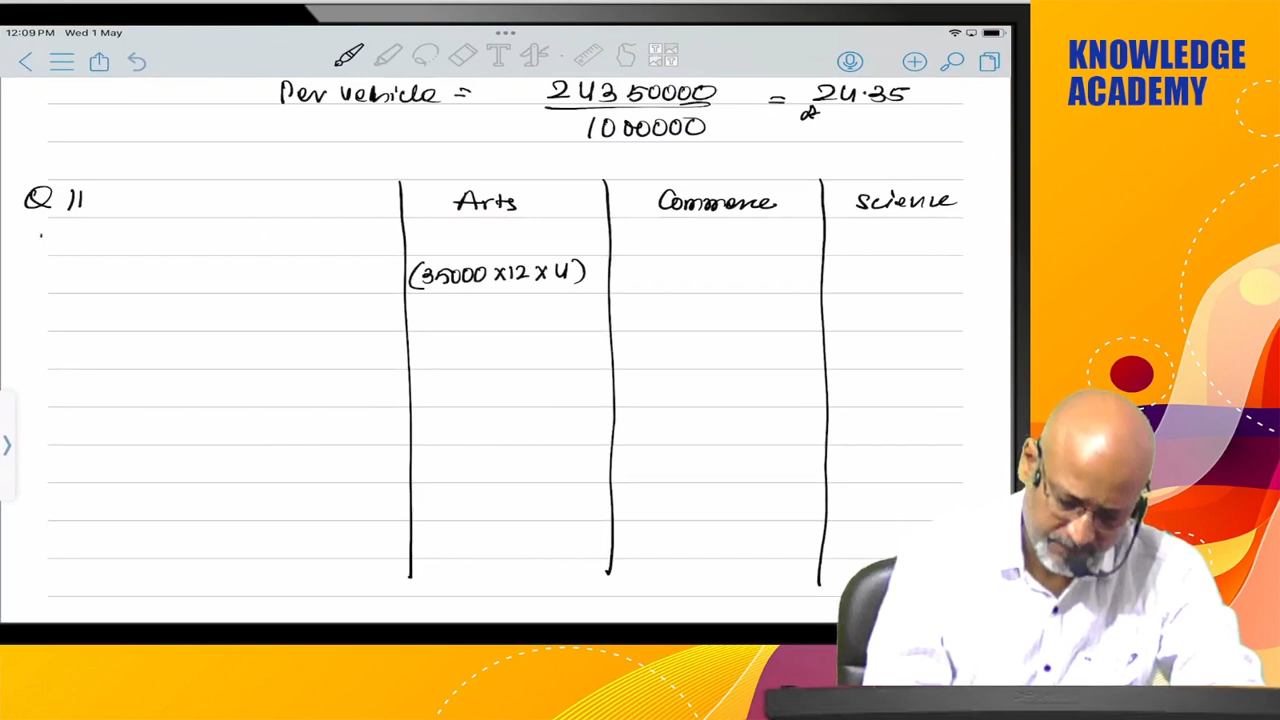 12:09 PM Wed 1 May
KNOWLEDGE
ACADEMY
Per vehicle = 24350000 = 24.35
1000000
Q 11 Arts Commerce science
(35000 ×12 × 4)